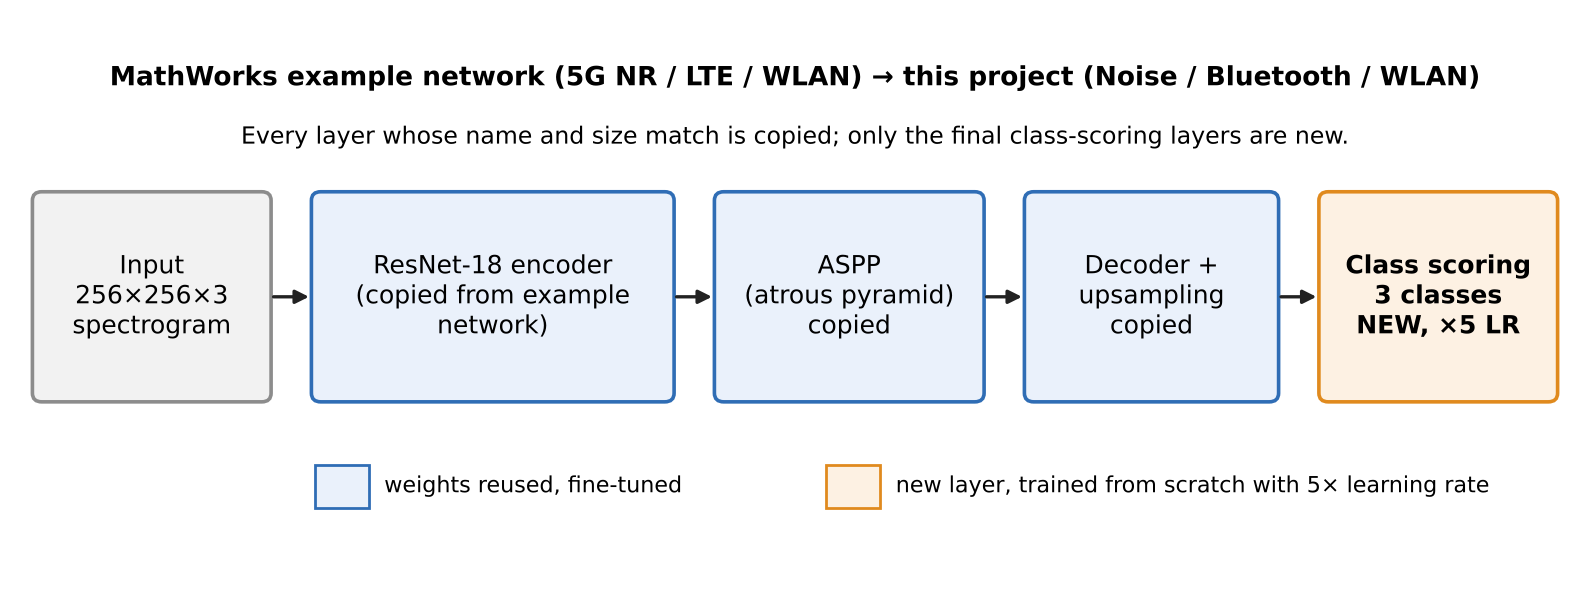 MathWorks example network (5G NR / LTE / WLAN) → this project (Noise / Bluetooth / WLAN)
Every layer whose name and size match is copied; only the final class-scoring layers are new.
Input
256×256×3
spectrogram
ResNet-18 encoder
(copied from example
network)
ASPP
(atrous pyramid)
copied
Decoder +
upsampling
copied
Class scoring
3 classes
NEW, ×5 LR
weights reused, fine-tuned
new layer, trained from scratch with 5× learning rate